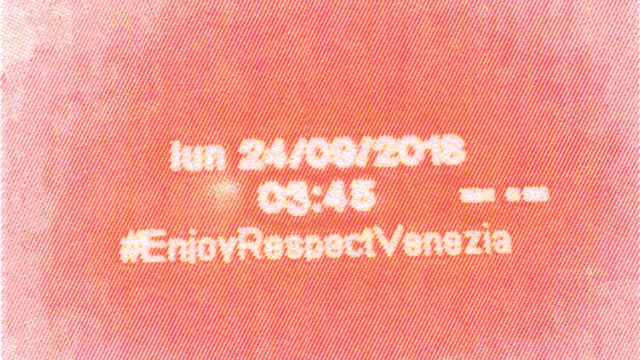 lun 24/09/2018
03:45 -- --
#EnjoyRespectVenezia